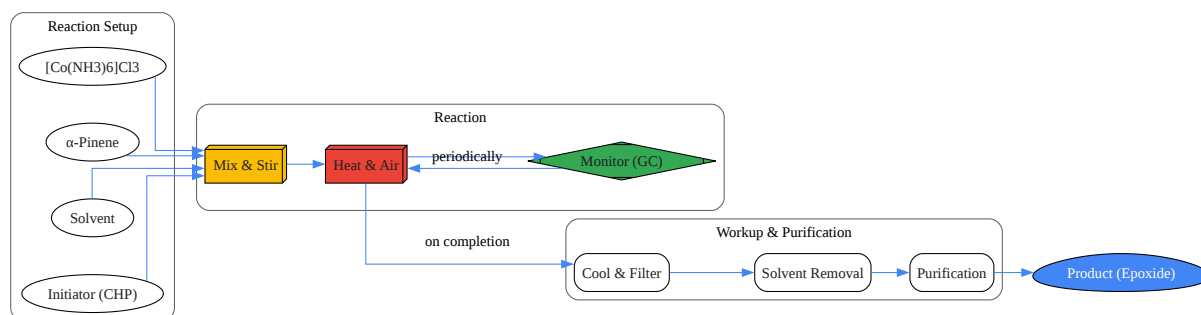 Reaction Setup
[Co(NH3)6]Cl3
α-Pinene
Solvent
Initiator (CHP)
Reaction
Mix & Stir
Heat & Air
periodically
Monitor (GC)
on completion
Workup & Purification
Cool & Filter
Solvent Removal
Purification
Product (Epoxide)